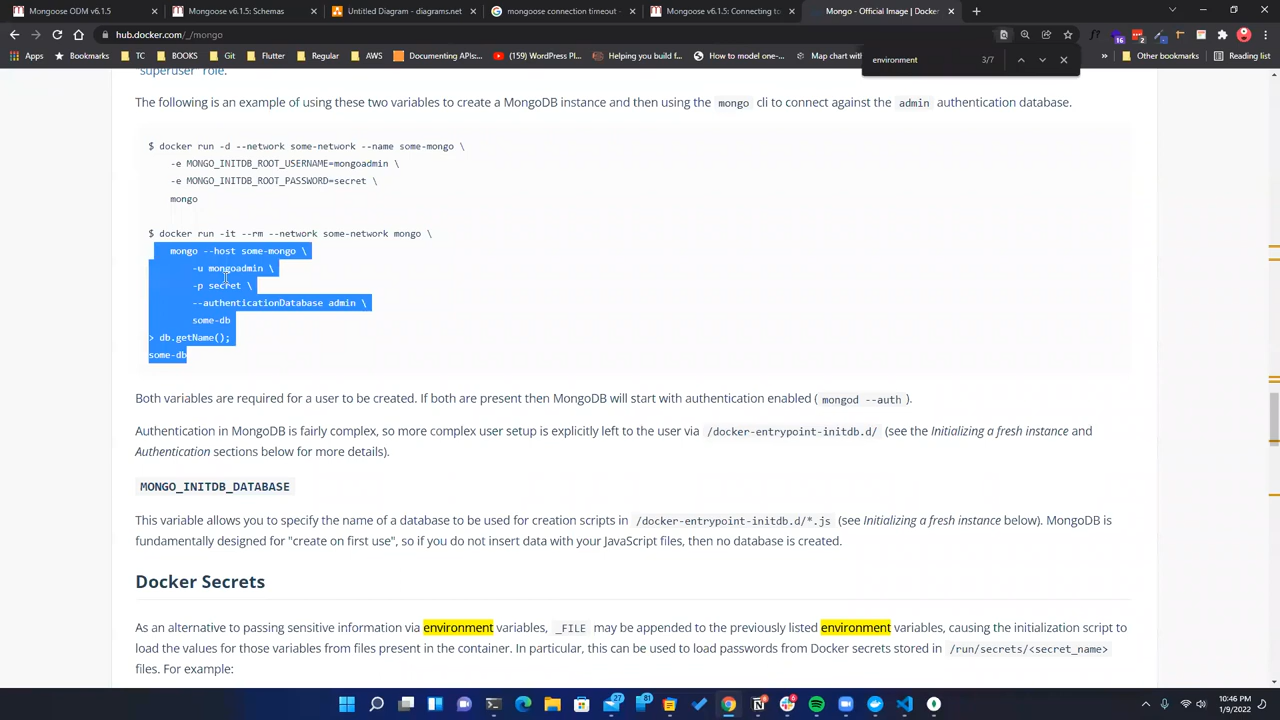 Mongoose ODM v6.1.5
Mongoose v6.1.5: Schemas
Untitled Diagram - diagrams.net
mongoose connection timeout -
Mongoose v6.1.5: Connecting to
Mongo - Official Image | Docker
hub.docker.com/_/mongo
Apps
Bookmarks
TC
BOOKS
Git
Flutter
Regular
AWS
Documenting APIs:...
(159) WordPress Pl...
Helping you build f...
How to model one-...
Map chart with
Other bookmarks
Reading list
environment
3/7
"superuser" role.
The following is an example of using these two variables to create a MongoDB instance and then using the mongo cli to connect against the admin authentication database.
$ docker run -d --network some-network --name some-mongo \
-e MONGO_INITDB_ROOT_USERNAME=mongoadmin \
-e MONGO_INITDB_ROOT_PASSWORD=secret \
mongo
$ docker run -it --rm --network some-network mongo \
mongo --host some-mongo \
-u mongoadmin \
-p secret \
--authenticationDatabase admin \
some-db
> db.getName();
some-db
Both variables are required for a user to be created. If both are present then MongoDB will start with authentication enabled ( mongod --auth ).
Authentication in MongoDB is fairly complex, so more complex user setup is explicitly left to the user via /docker-entrypoint-initdb.d/ (see the Initializing a fresh instance and
Authentication sections below for more details).
MONGO_INITDB_DATABASE
This variable allows you to specify the name of a database to be used for creation scripts in /docker-entrypoint-initdb.d/*.js (see Initializing a fresh instance below). MongoDB is
fundamentally designed for "create on first use", so if you do not insert data with your JavaScript files, then no database is created.
Docker Secrets
As an alternative to passing sensitive information via environment variables, _FILE may be appended to the previously listed environment variables, causing the initialization script to
load the values for those variables from files present in the container. In particular, this can be used to load passwords from Docker secrets stored in /run/secrets/<secret_name>
files. For example:
27
81
10:46 PM
1/9/2022